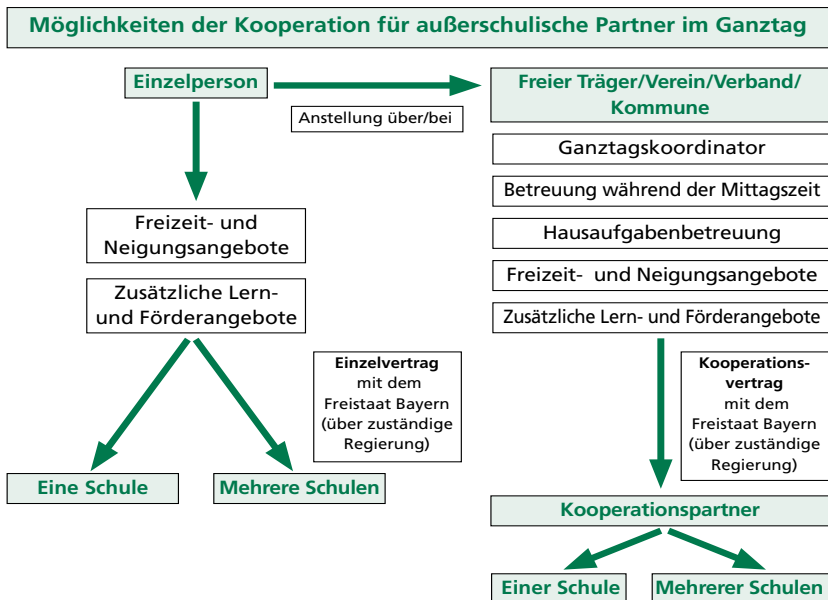 Möglichkeiten der Kooperation für außerschulische Partner im Ganztag
Einzelperson
Anstellung über/bei
Freier Träger/Verein/Verband/
Kommune
Ganztagskoordinator
Betreuung während der Mittagszeit
Hausaufgabenbetreuung
Freizeit- und Neigungsangebote
Zusätzliche Lern- und Förderangebote
Freizeit- und
Neigungsangebote
Zusätzliche Lern-
und Förderangebote
Einzelvertrag
mit dem
Freistaat Bayern
(über zuständige
Regierung)
Eine Schule
Mehrere Schulen
Kooperations-
vertrag
mit dem
Freistaat Bayern
(über zuständige
Regierung)
Kooperationspartner
Einer Schule
Mehrerer Schulen